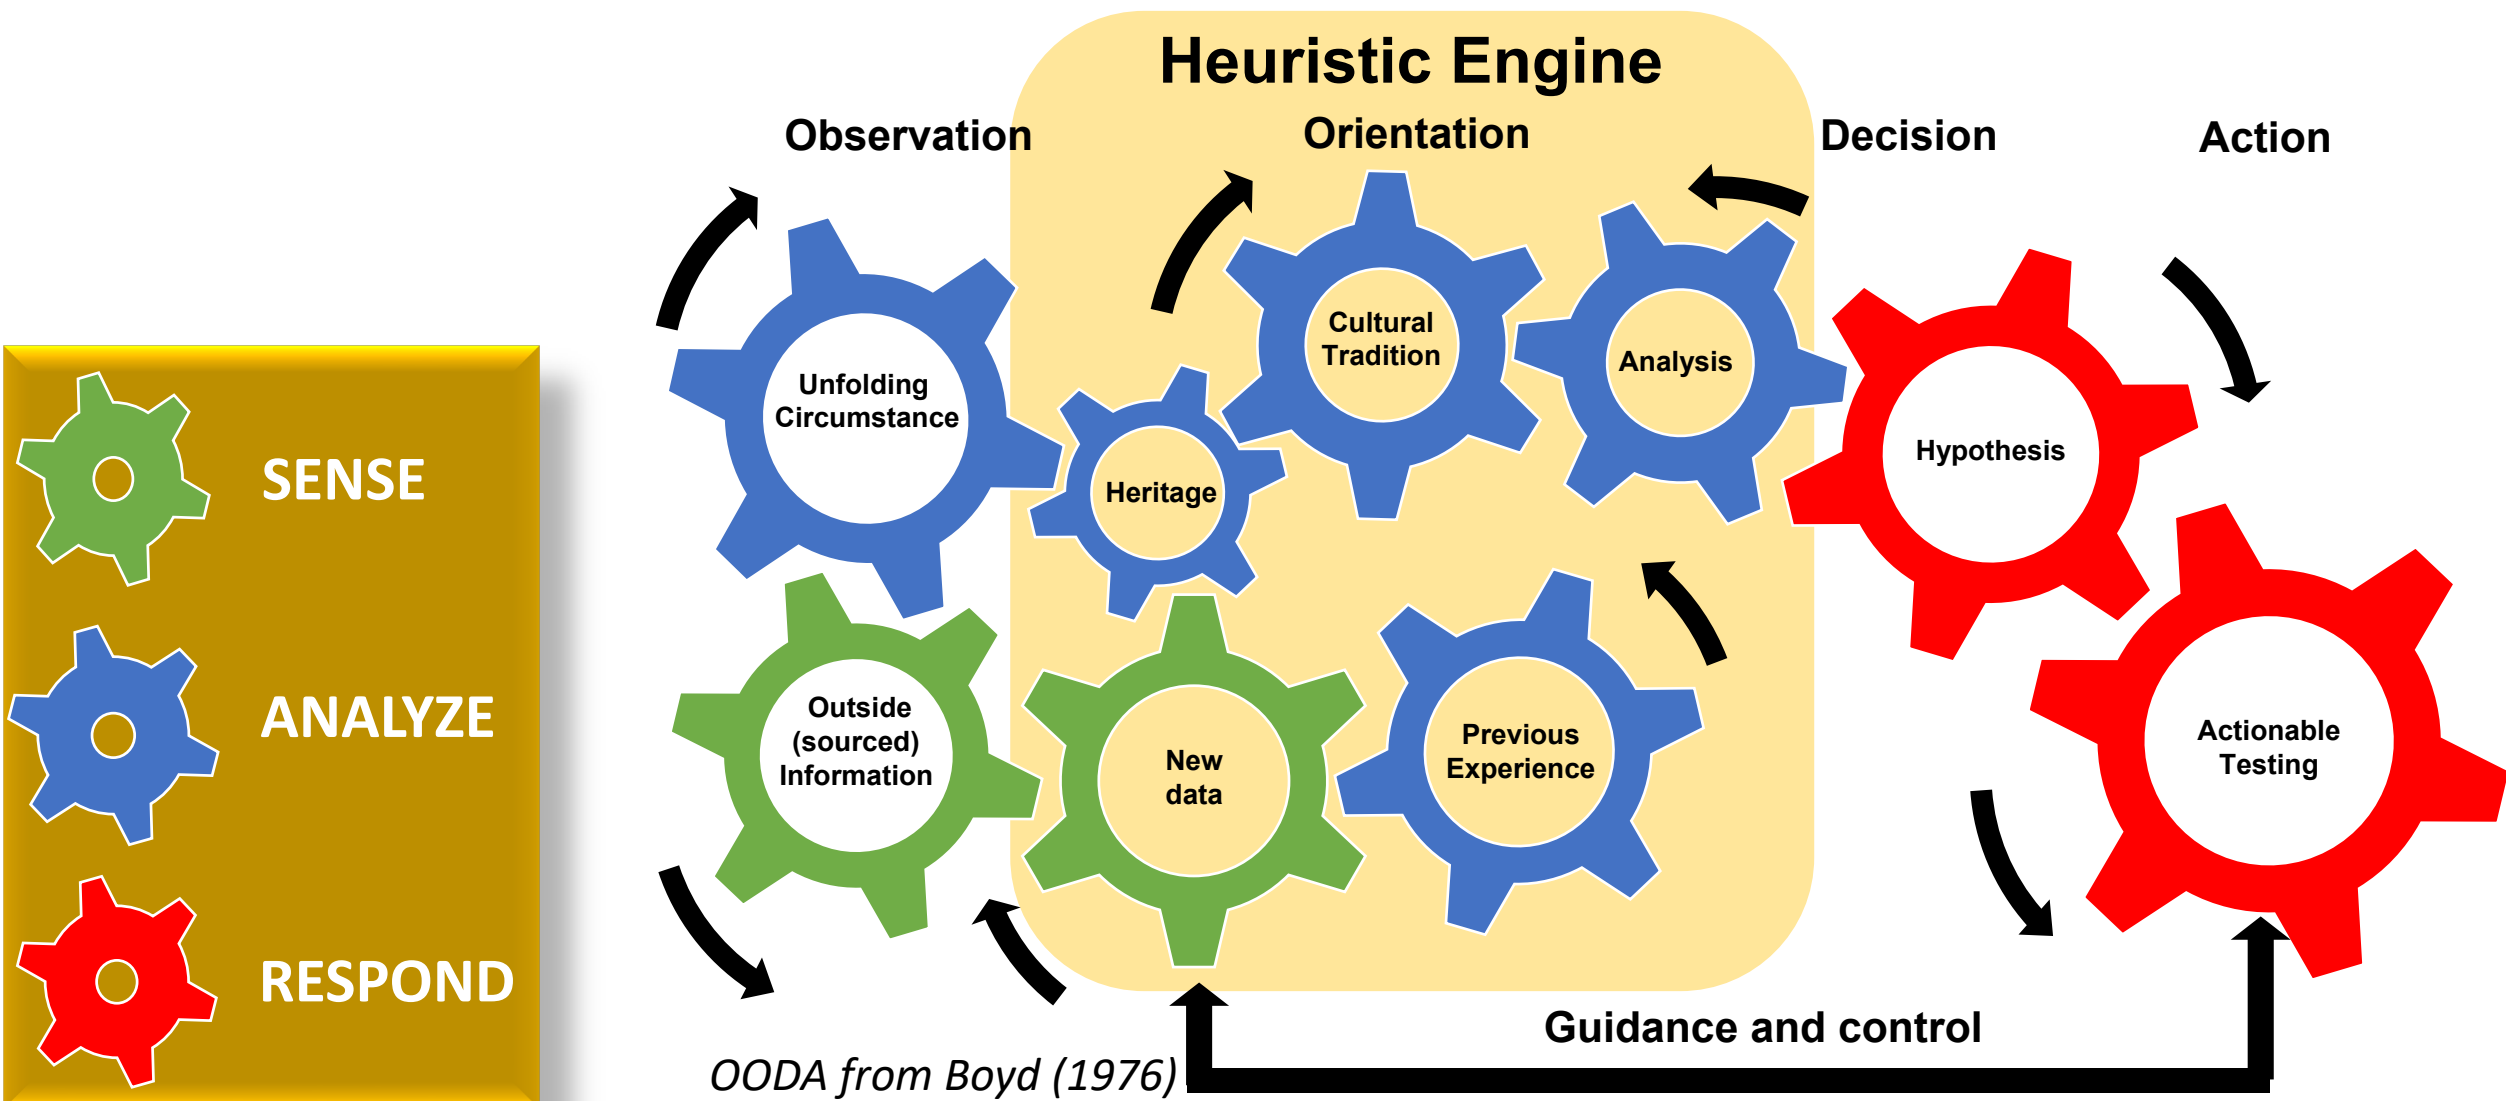 Heuristic Engine
Observation
Orientation
Decision
Action
SENSE
ANALYZE
RESPOND
Unfolding
Circumstance
Heritage
Cultural
Tradition
Analysis
Hypothesis
Outside
(sourced)
Information
New
data
Previous
Experience
Actionable
Testing
Guidance and control
OODA from Boyd (1976)